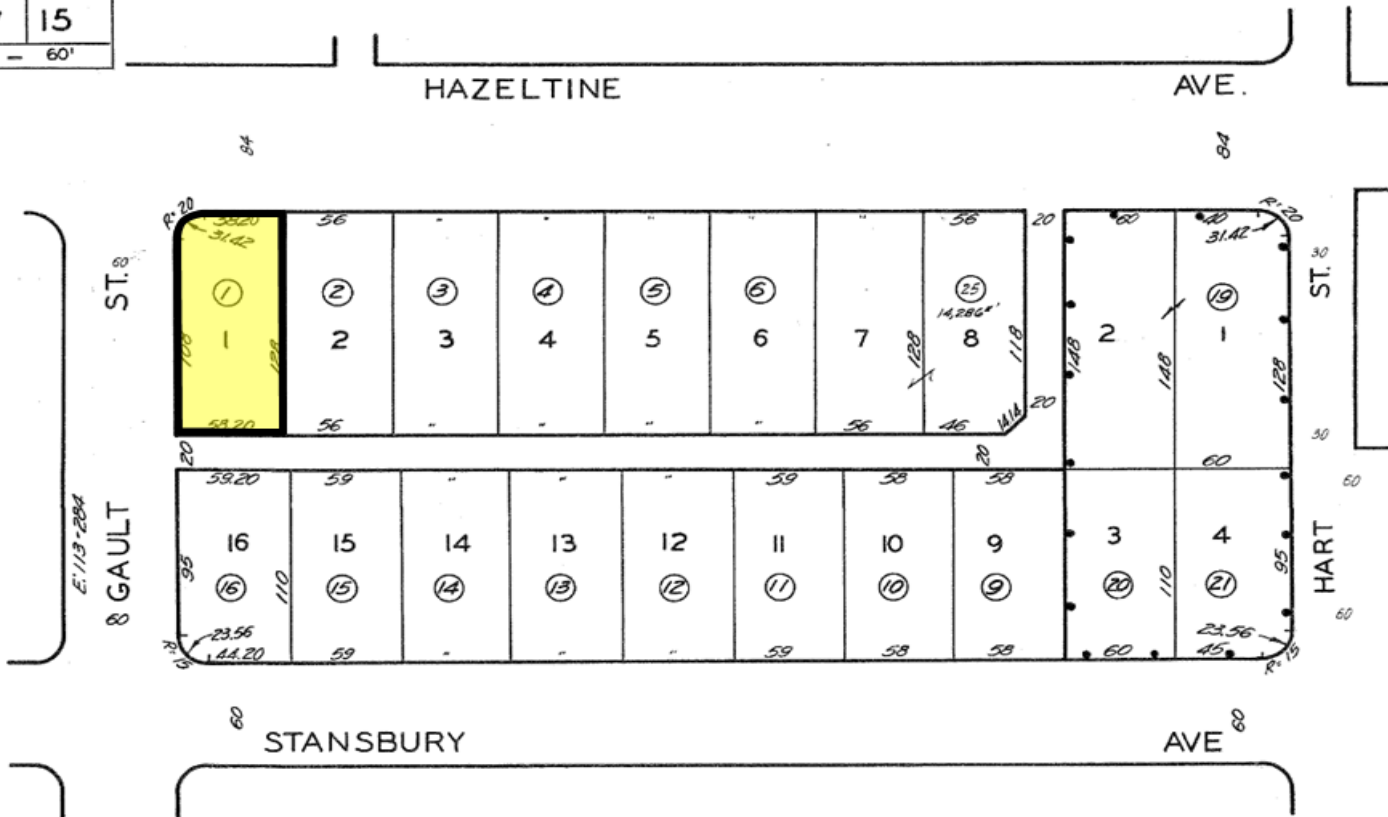 15
– 60'
HAZELTINE AVE.
84 84
R=20 38.20 56 " " " " " 56 20 60 40 R=20
31.42 31.42
ST. 60 30 ST.
1 2 3 4 5 6 25 19
14,286
1 2 3 4 5 6 7 8 2 1
108 128 128 118 148 148 128
58.20 56 " " " " 56 46 14.14 20 30
20 20 60
59.20 59 " " " 59 58 58 60
E'113-284
GAULT HART
16 15 14 13 12 11 10 9 3 4
95 110 110 95
16 15 14 13 12 11 10 9 20 21
60 60
23.56 23.56
R=15 44.20 59 " " " 59 58 58 60 45 R=15
60 60
STANSBURY AVE